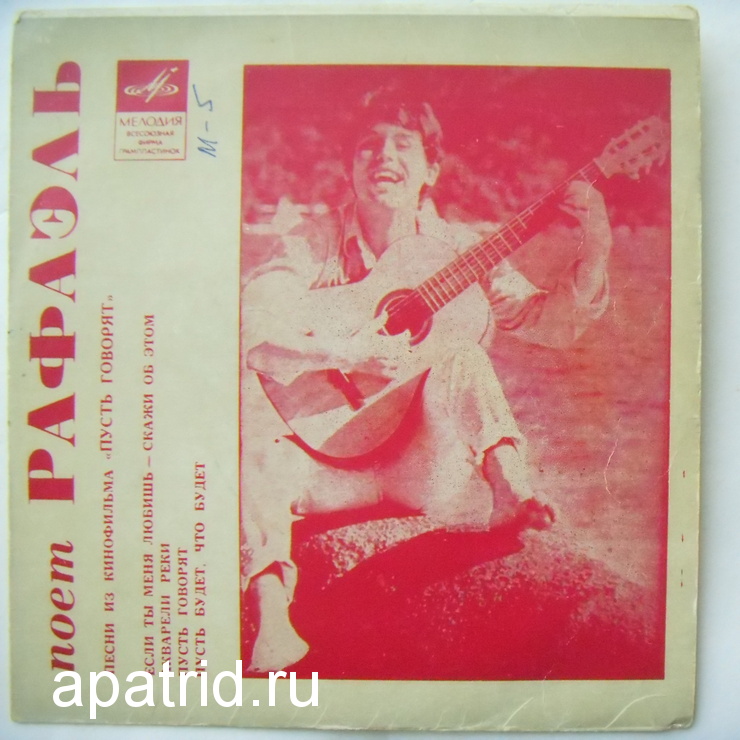 поет РАФАЭЛЬ
ПЕСНИ ИЗ КИНОФИЛЬМА «ПУСТЬ ГОВОРЯТ»
ЕСЛИ ТЫ МЕНЯ ЛЮБИШЬ — СКАЖИ ОБ ЭТОМ
АКВАРЕЛИ РЕКИ
ПУСТЬ ГОВОРЯТ
ПУСТЬ БУДЕТ, ЧТО БУДЕТ
МЕЛОДИЯ
ВСЕСОЮЗНАЯ
ФИРМА
ГРАМПЛАСТИНОК
М-5
apatrid.ru